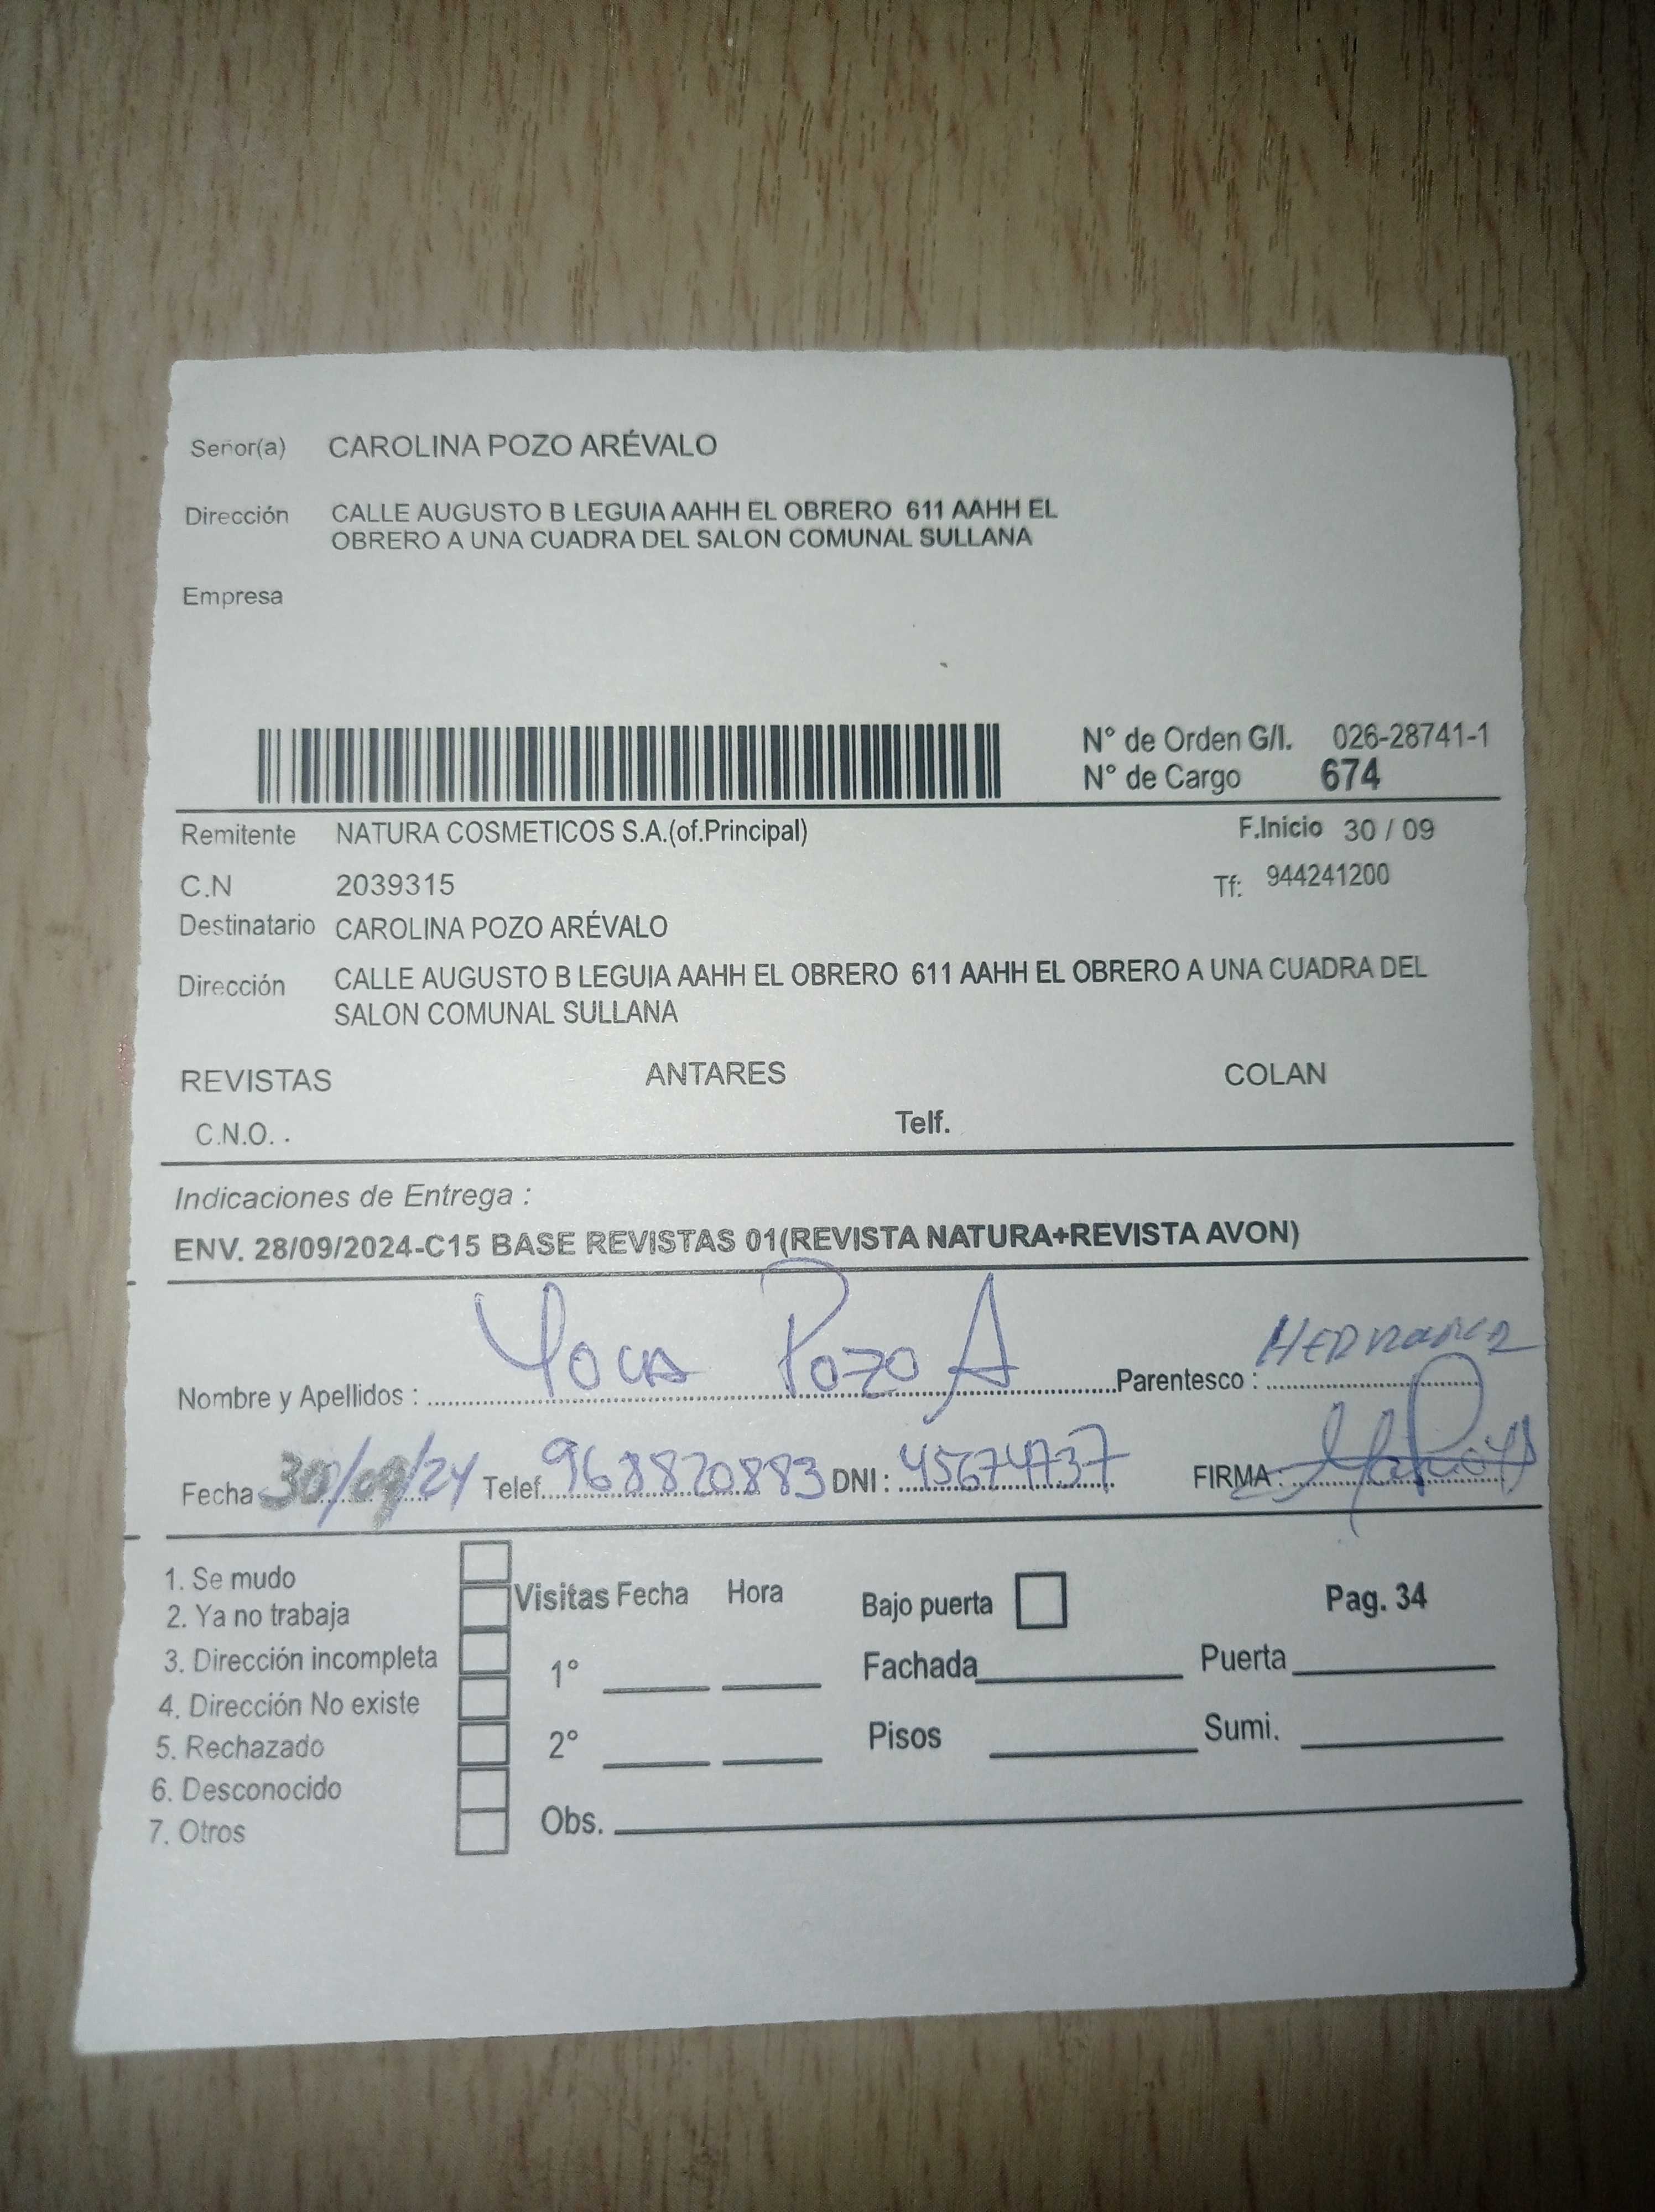 Señor(a) CAROLINA POZO ARÉVALO
Dirección CALLE AUGUSTO B LEGUIA AAHH EL OBRERO 611 AAHH EL
OBRERO A UNA CUADRA DEL SALON COMUNAL SULLANA
Empresa
N° de Orden G/I. 026-28741-1
N° de Cargo 674
Remitente NATURA COSMETICOS S.A.(of.Principal) F.Inicio 30 / 09
C.N 2039315 Tf: 944241200
Destinatario CAROLINA POZO ARÉVALO
Dirección CALLE AUGUSTO B LEGUIA AAHH EL OBRERO 611 AAHH EL OBRERO A UNA CUADRA DEL
SALON COMUNAL SULLANA
REVISTAS ANTARES COLAN
C.N.O. . Telf.
Indicaciones de Entrega :
ENV. 28/09/2024-C15 BASE REVISTAS 01(REVISTA NATURA+REVISTA AVON)
Nombre y Apellidos : Pozo A Parentesco :
Fecha 30/09/24 Telef. 968820883 DNI : FIRMA :
1. Se mudo
2. Ya no trabaja
3. Dirección incompleta
4. Dirección No existe
5. Rechazado
6. Desconocido
7. Otros
Visitas Fecha Hora
1°
2°
Obs.
Bajo puerta Pag. 34
Fachada Puerta
Pisos Sumi.